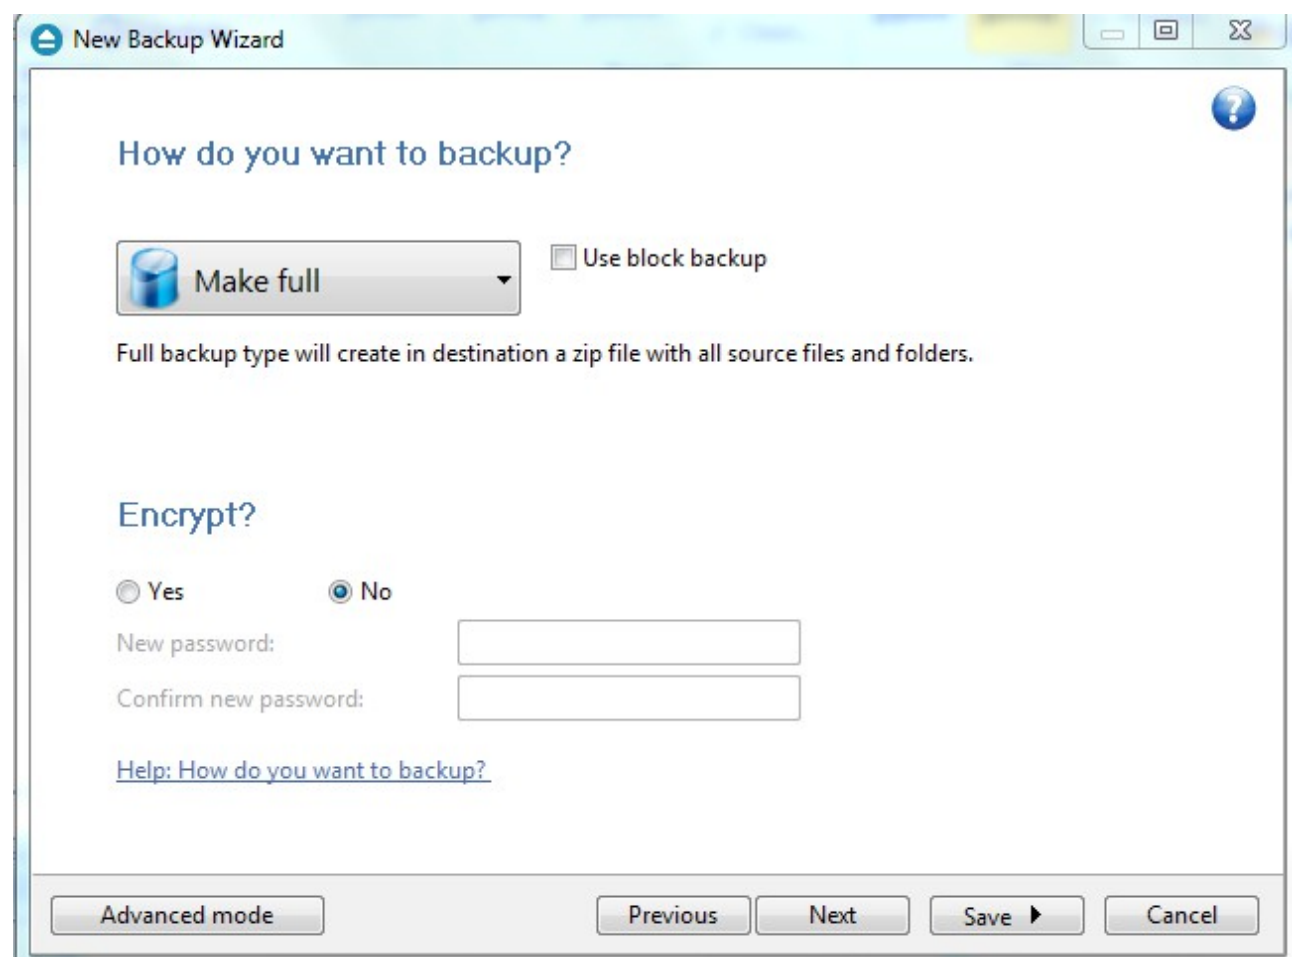 New Backup Wizard
?
How do you want to backup?
Make full
Use block backup
Full backup type will create in destination a zip file with all source files and folders.
Encrypt?
Yes No
New password:
Confirm new password:
Help: How do you want to backup?
Advanced mode Previous Next Save Cancel